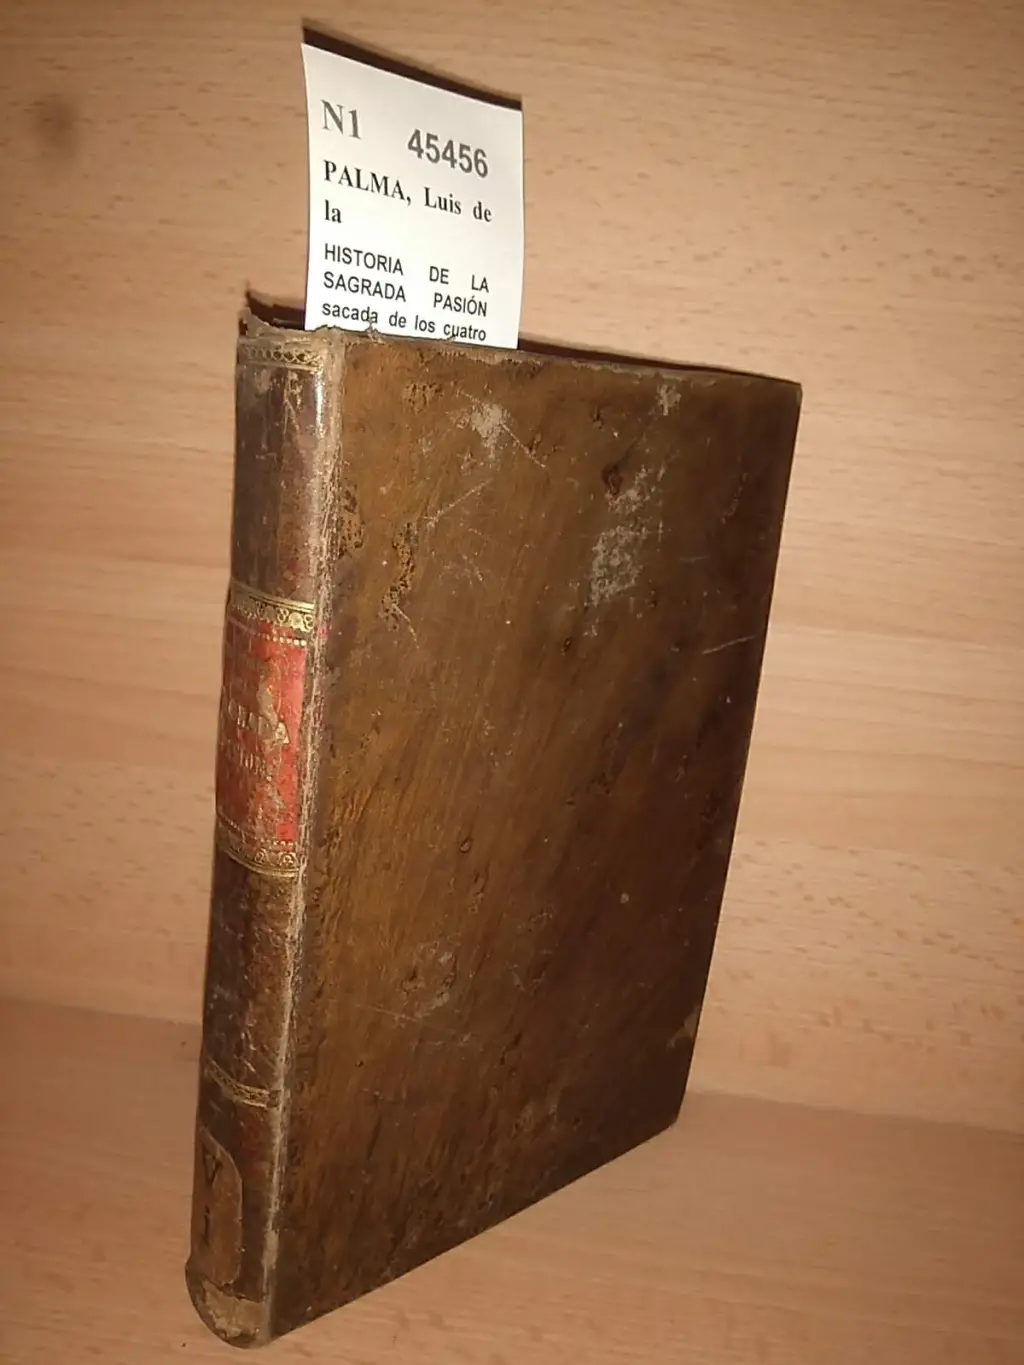 N1 45456
PALMA, Luis de
la
HISTORIA DE LA
SAGRADA PASIÓN
sacada de los cuatro
V